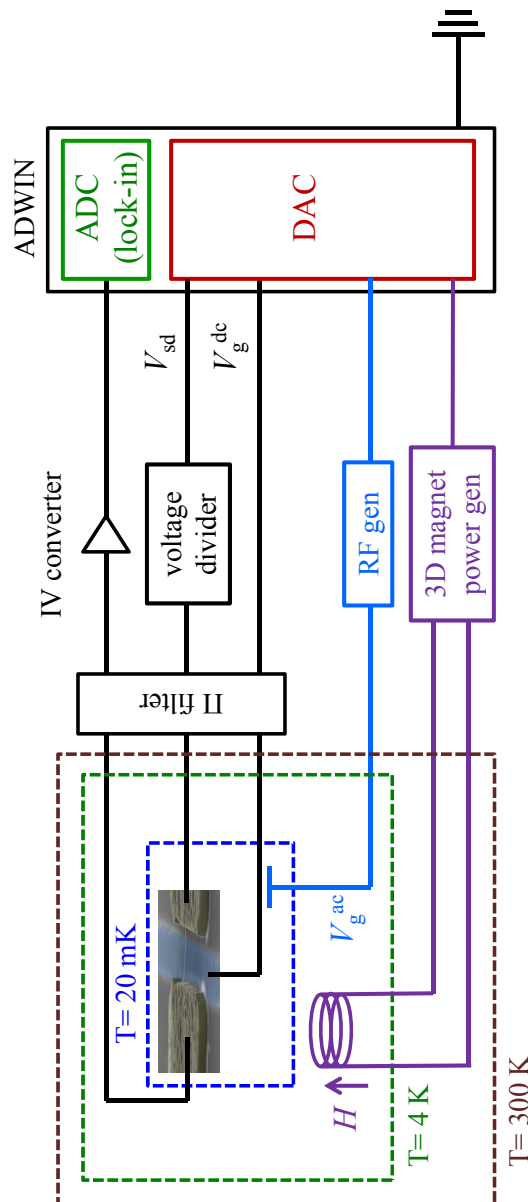 ADWIN
ADC
(lock-in)
DAC
IV converter
V_sd
V_g^dc
voltage
divider
RF gen
3D magnet
power gen
Π filter
T= 20 mK
V_g^ac
H
T= 4 K
T= 300 K